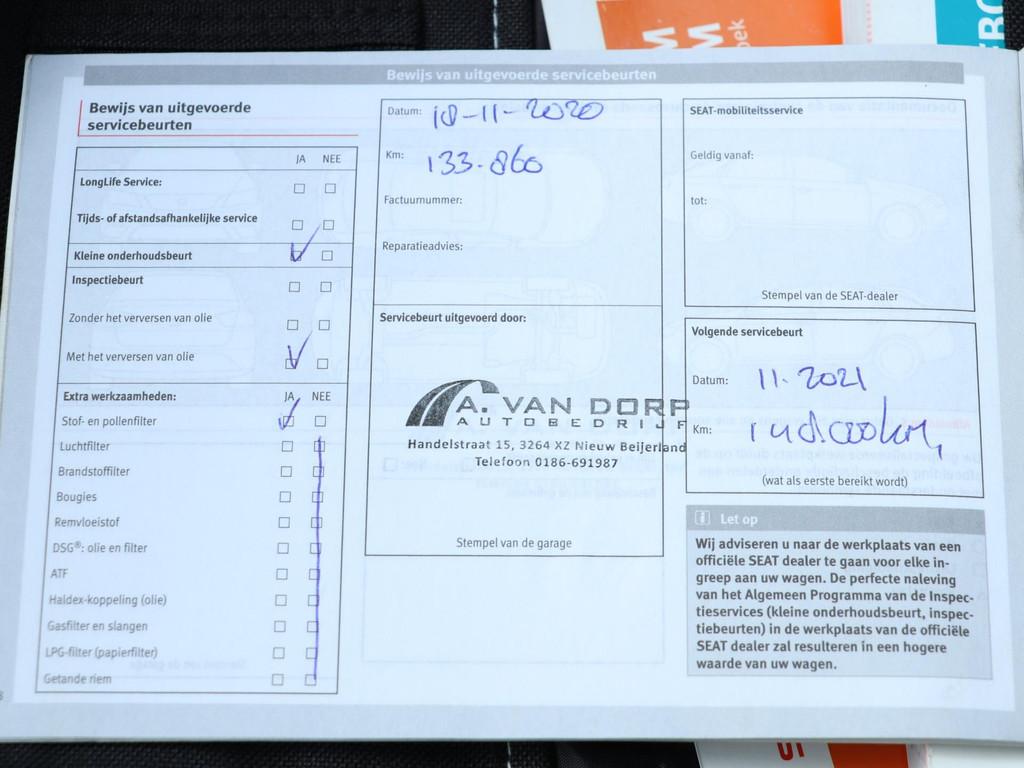 Bewijs van uitgevoerde servicebeurten
Bewijs van uitgevoerde
servicebeurten
JA NEE
LongLife Service:
Tijds- of afstandsafhankelijke service
Kleine onderhoudsbeurt
Inspectiebeurt
Zonder het verversen van olie
Met het verversen van olie
Extra werkzaamheden: JA NEE
Stof- en pollenfilter
Luchtfilter
Brandstoffilter
Bougies
Remvloeistof
DSG®: olie en filter
ATF
Haldex-koppeling (olie)
Gasfilter en slangen
LPG-filter (papierfilter)
Getande riem
Datum: 18-11-2020
Km: 133.860
Factuurnummer:
Reparatieadvies:
Servicebeurt uitgevoerd door:
A. VAN DORP
AUTOBEDRIJF
Handelstraat 15, 3264 XZ Nieuw Beijerland
Telefoon 0186-691987
Stempel van de garage
SEAT-mobiliteitsservice
Geldig vanaf:
tot:
Stempel van de SEAT-dealer
Volgende servicebeurt
Datum: 11. 2021
Km:
(wat als eerste bereikt wordt)
i Let op
Wij adviseren u naar de werkplaats van een
officiële SEAT dealer te gaan voor elke in-
greep aan uw wagen. De perfecte naleving
van het Algemeen Programma van de Inspec-
tieservices (kleine onderhoudsbeurt, inspec-
tiebeurten) in de werkplaats van de officiële
SEAT dealer zal resulteren in een hogere
waarde van uw wagen.